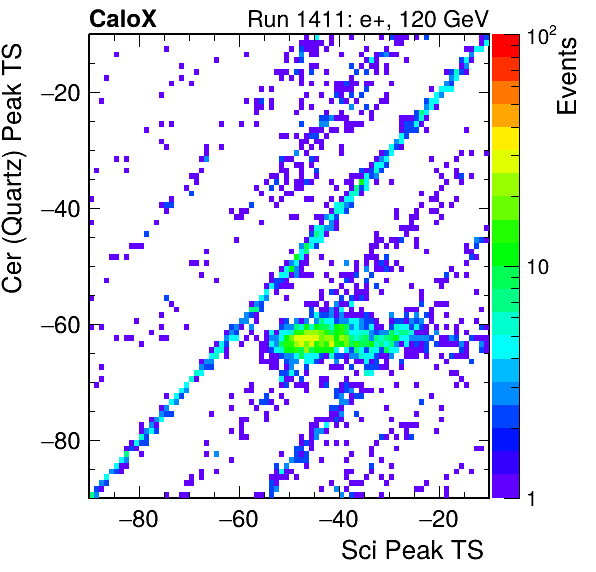 CaloX Run 1411: e+, 120 GeV
Cer (Quartz) Peak TS
−20
−40
−60
−80
−80 −60 −40 −20
Sci Peak TS
10²
10
1
Events